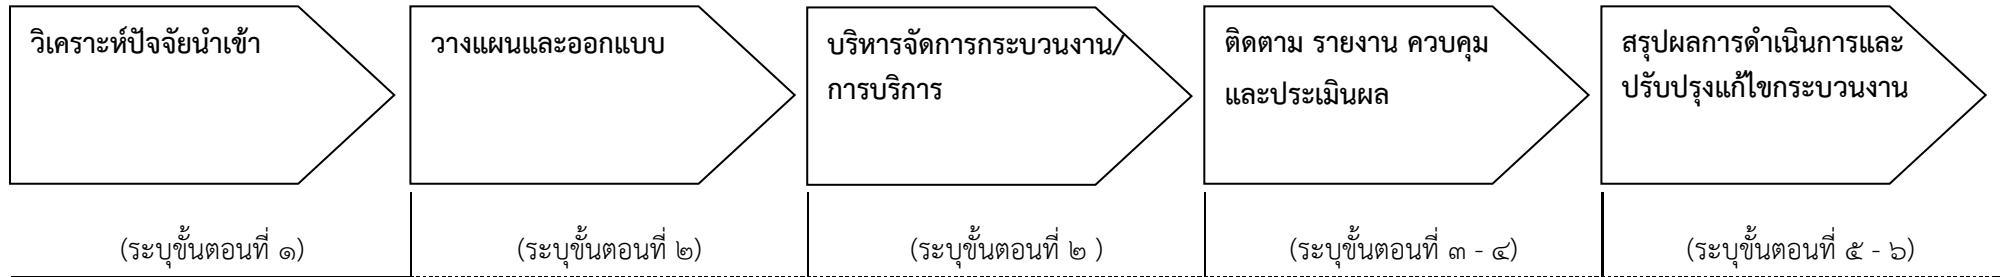 วิเคราะห์ปัจจัยนำเข้า
วางแผนและออกแบบ
บริหารจัดการกระบวนงาน/
การบริการ
ติดตาม รายงาน ควบคุม
และประเมินผล
สรุปผลการดำเนินการและ
ปรับปรุงแก้ไขกระบวนงาน
(ระบุขั้นตอนที่ ๑)
(ระบุขั้นตอนที่ ๒)
(ระบุขั้นตอนที่ ๒ )
(ระบุขั้นตอนที่ ๓ - ๔)
(ระบุขั้นตอนที่ ๕ - ๖)